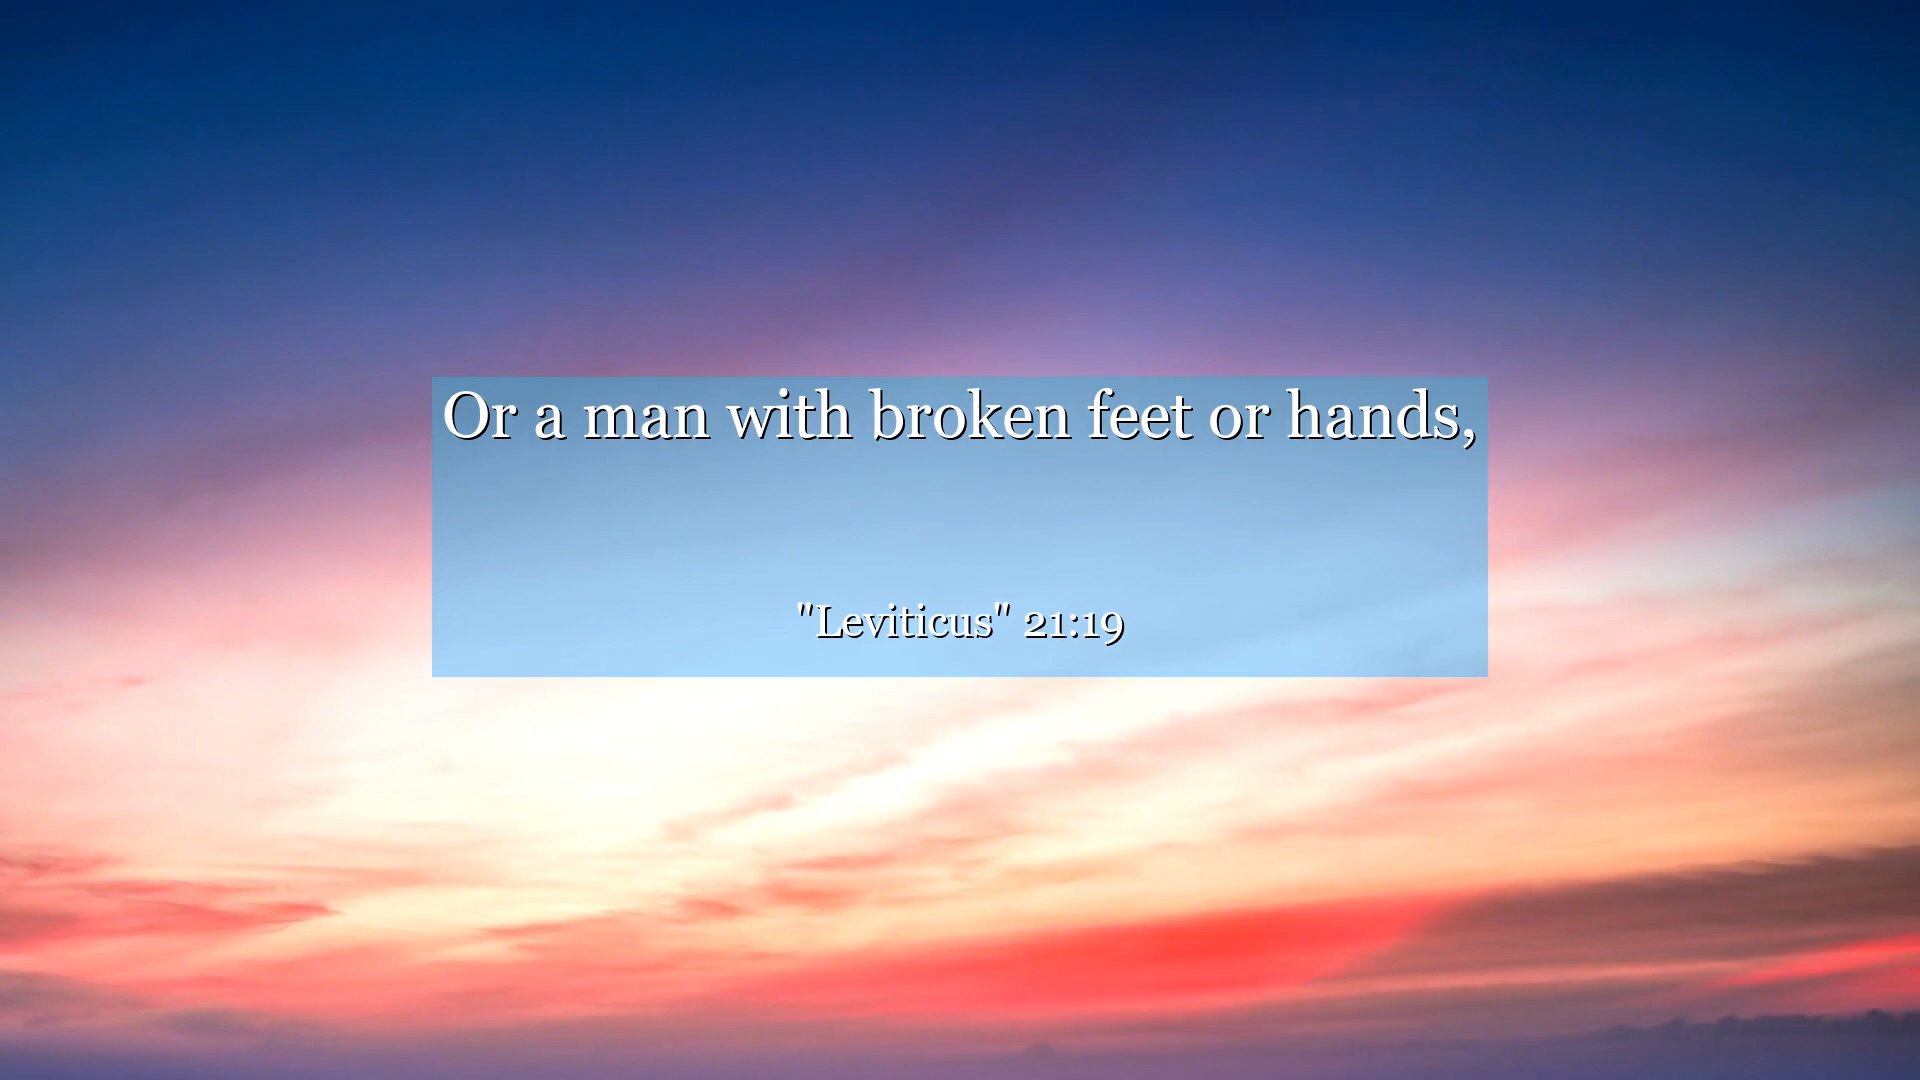 Or a man with broken feet or hands,
"Leviticus" 21:19